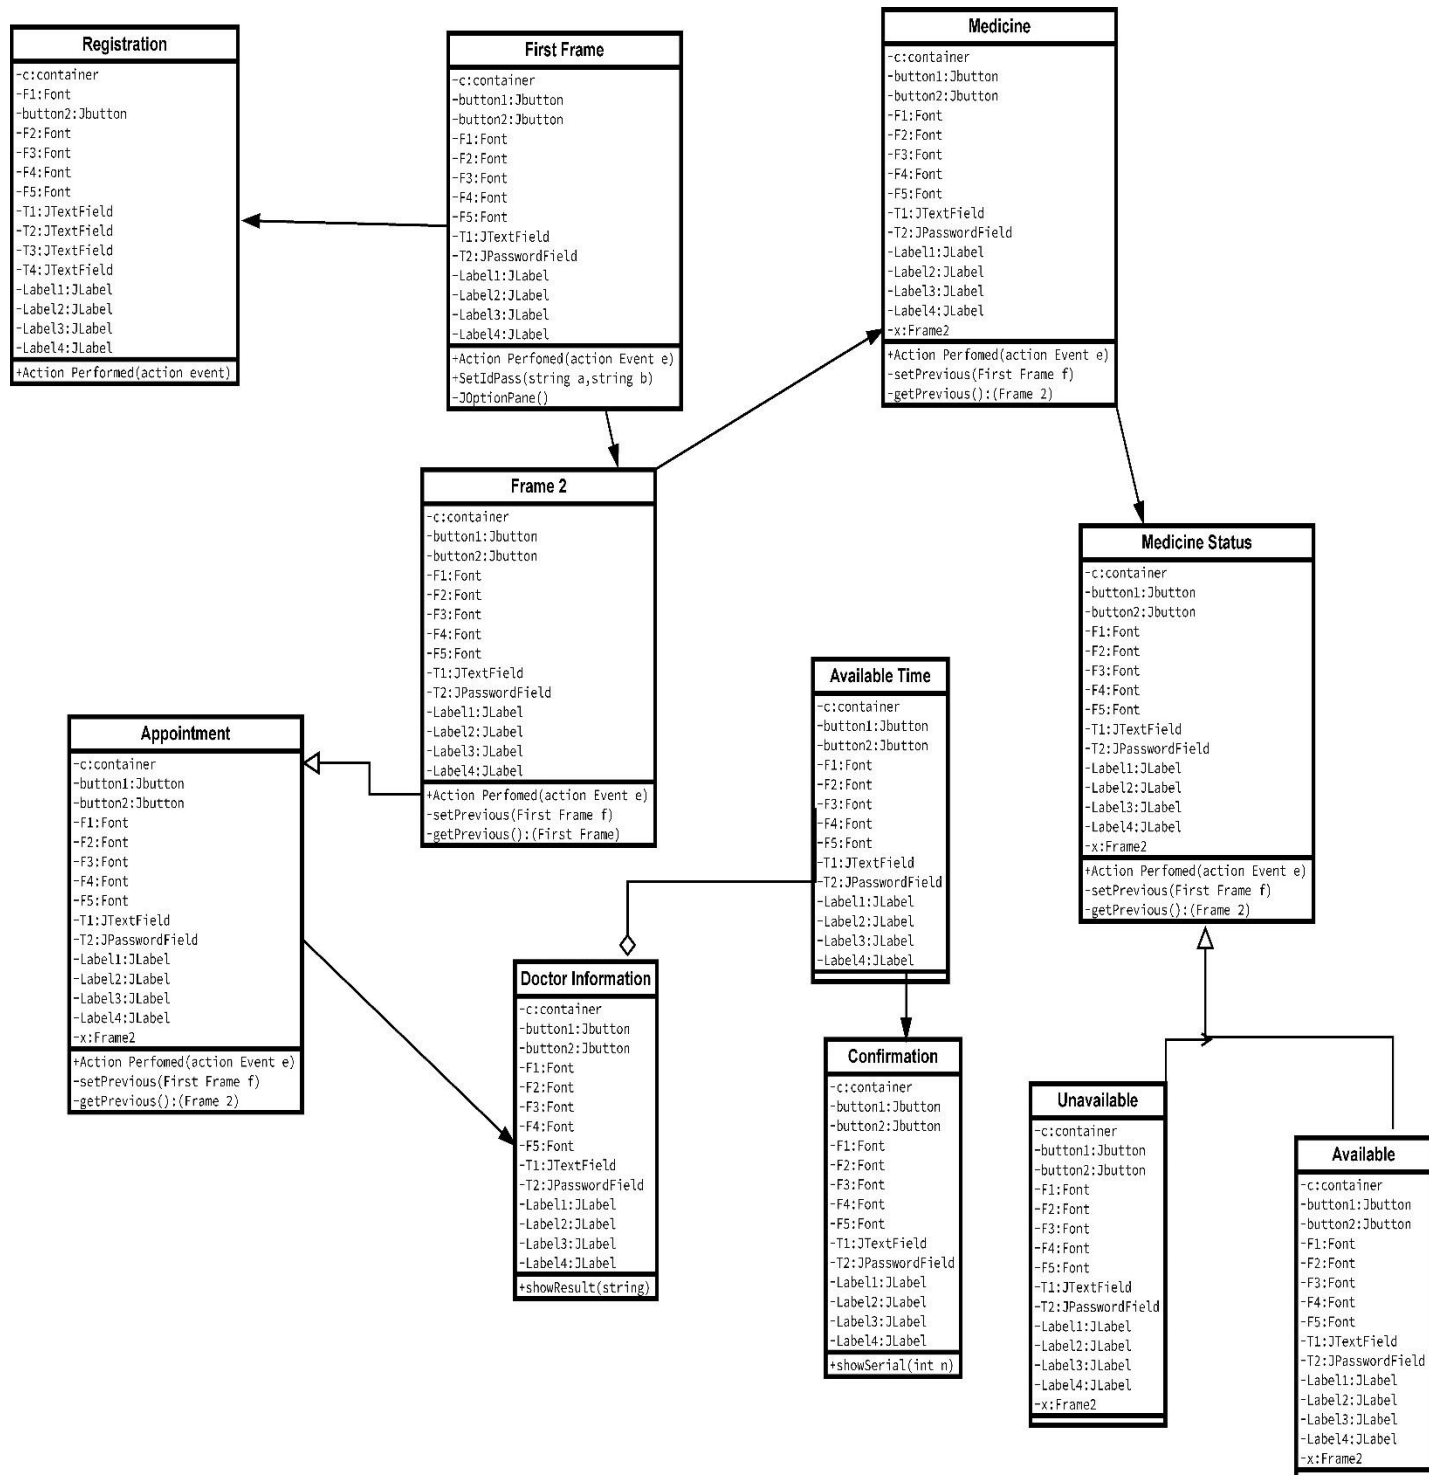 Registration
-c:container
-F1:Font
-button2:Jbutton
-F2:Font
-F3:Font
-F4:Font
-F5:Font
-T1:JTextField
-T2:JTextField
-T3:JTextField
-T4:JTextField
-Label1:JLabel
-Label2:JLabel
-Label3:JLabel
-Label4:JLabel
+Action Performed(action event)
First Frame
-c:container
-button1:Jbutton
-button2:Jbutton
-F1:Font
-F2:Font
-F3:Font
-F4:Font
-F5:Font
-T1:JTextField
-T2:JPasswordField
-Label1:JLabel
-Label2:JLabel
-Label3:JLabel
-Label4:JLabel
+Action Perfomed(action Event e)
+SetIdPass(string a,string b)
-JOptionPane()
Medicine
-c:container
-button1:Jbutton
-button2:Jbutton
-F1:Font
-F2:Font
-F3:Font
-F4:Font
-F5:Font
-T1:JTextField
-T2:JPasswordField
-Label1:JLabel
-Label2:JLabel
-Label3:JLabel
-Label4:JLabel
-x:Frame2
+Action Perfomed(action Event e)
-setPrevious(First Frame f)
-getPrevious():(Frame 2)
Frame 2
-c:container
-button1:Jbutton
-button2:Jbutton
-F1:Font
-F2:Font
-F3:Font
-F4:Font
-F5:Font
-T1:JTextField
-T2:JPasswordField
-Label1:JLabel
-Label2:JLabel
-Label3:JLabel
-Label4:JLabel
+Action Perfomed(action Event e)
-setPrevious(First Frame f)
-getPrevious():(First Frame)
Medicine Status
-c:container
-button1:Jbutton
-button2:Jbutton
-F1:Font
-F2:Font
-F3:Font
-F4:Font
-F5:Font
-T1:JTextField
-T2:JPasswordField
-Label1:JLabel
-Label2:JLabel
-Label3:JLabel
-Label4:JLabel
-x:Frame2
+Action Perfomed(action Event e)
-setPrevious(First Frame f)
-getPrevious():(Frame 2)
Appointment
-c:container
-button1:Jbutton
-button2:Jbutton
-F1:Font
-F2:Font
-F3:Font
-F4:Font
-F5:Font
-T1:JTextField
-T2:JPasswordField
-Label1:JLabel
-Label2:JLabel
-Label3:JLabel
-Label4:JLabel
-x:Frame2
+Action Perfomed(action Event e)
-setPrevious(First Frame f)
-getPrevious():(Frame 2)
Available Time
-c:container
-button1:Jbutton
-button2:Jbutton
-F1:Font
-F2:Font
-F3:Font
-F4:Font
-F5:Font
-T1:JTextField
-T2:JPasswordField
-Label1:JLabel
-Label2:JLabel
-Label3:JLabel
-Label4:JLabel
Doctor Information
-c:container
-button1:Jbutton
-button2:Jbutton
-F1:Font
-F2:Font
-F3:Font
-F4:Font
-F5:Font
-T1:JTextField
-T2:JPasswordField
-Label1:JLabel
-Label2:JLabel
-Label3:JLabel
-Label4:JLabel
+showResult(string)
Confirmation
-c:container
-button1:Jbutton
-button2:Jbutton
-F1:Font
-F2:Font
-F3:Font
-F4:Font
-F5:Font
-T1:JTextField
-T2:JPasswordField
-Label1:JLabel
-Label2:JLabel
-Label3:JLabel
-Label4:JLabel
+showSerial(int n)
Unavailable
-c:container
-button1:Jbutton
-button2:Jbutton
-F1:Font
-F2:Font
-F3:Font
-F4:Font
-F5:Font
-T1:JTextField
-T2:JPasswordField
-Label1:JLabel
-Label2:JLabel
-Label3:JLabel
-Label4:JLabel
-x:Frame2
Available
-c:container
-button1:Jbutton
-button2:Jbutton
-F1:Font
-F2:Font
-F3:Font
-F4:Font
-F5:Font
-T1:JTextField
-T2:JPasswordField
-Label1:JLabel
-Label2:JLabel
-Label3:JLabel
-Label4:JLabel
-x:Frame2